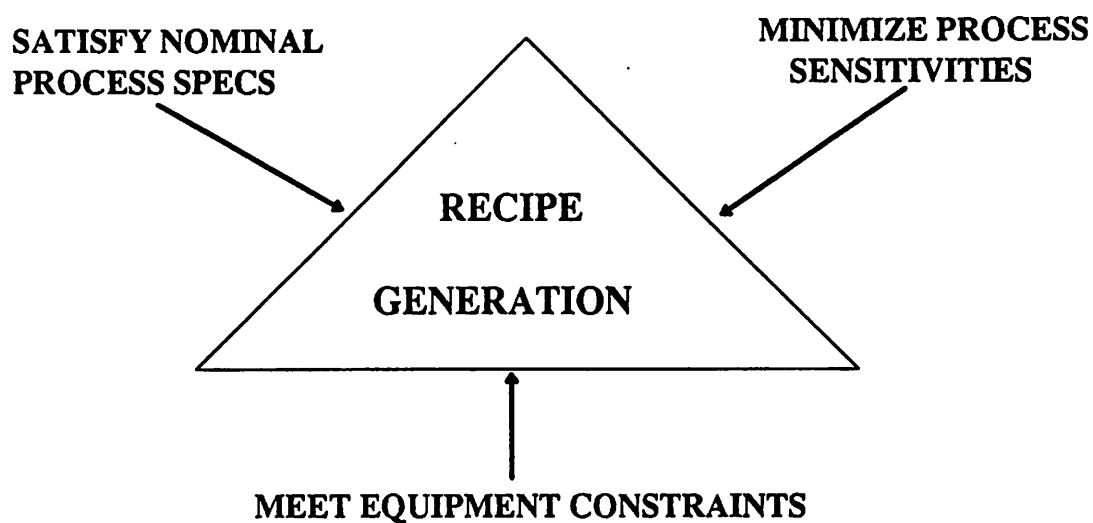 SATISFY NOMINAL
PROCESS SPECS
MINIMIZE PROCESS
SENSITIVITIES
RECIPE
GENERATION
MEET EQUIPMENT CONSTRAINTS